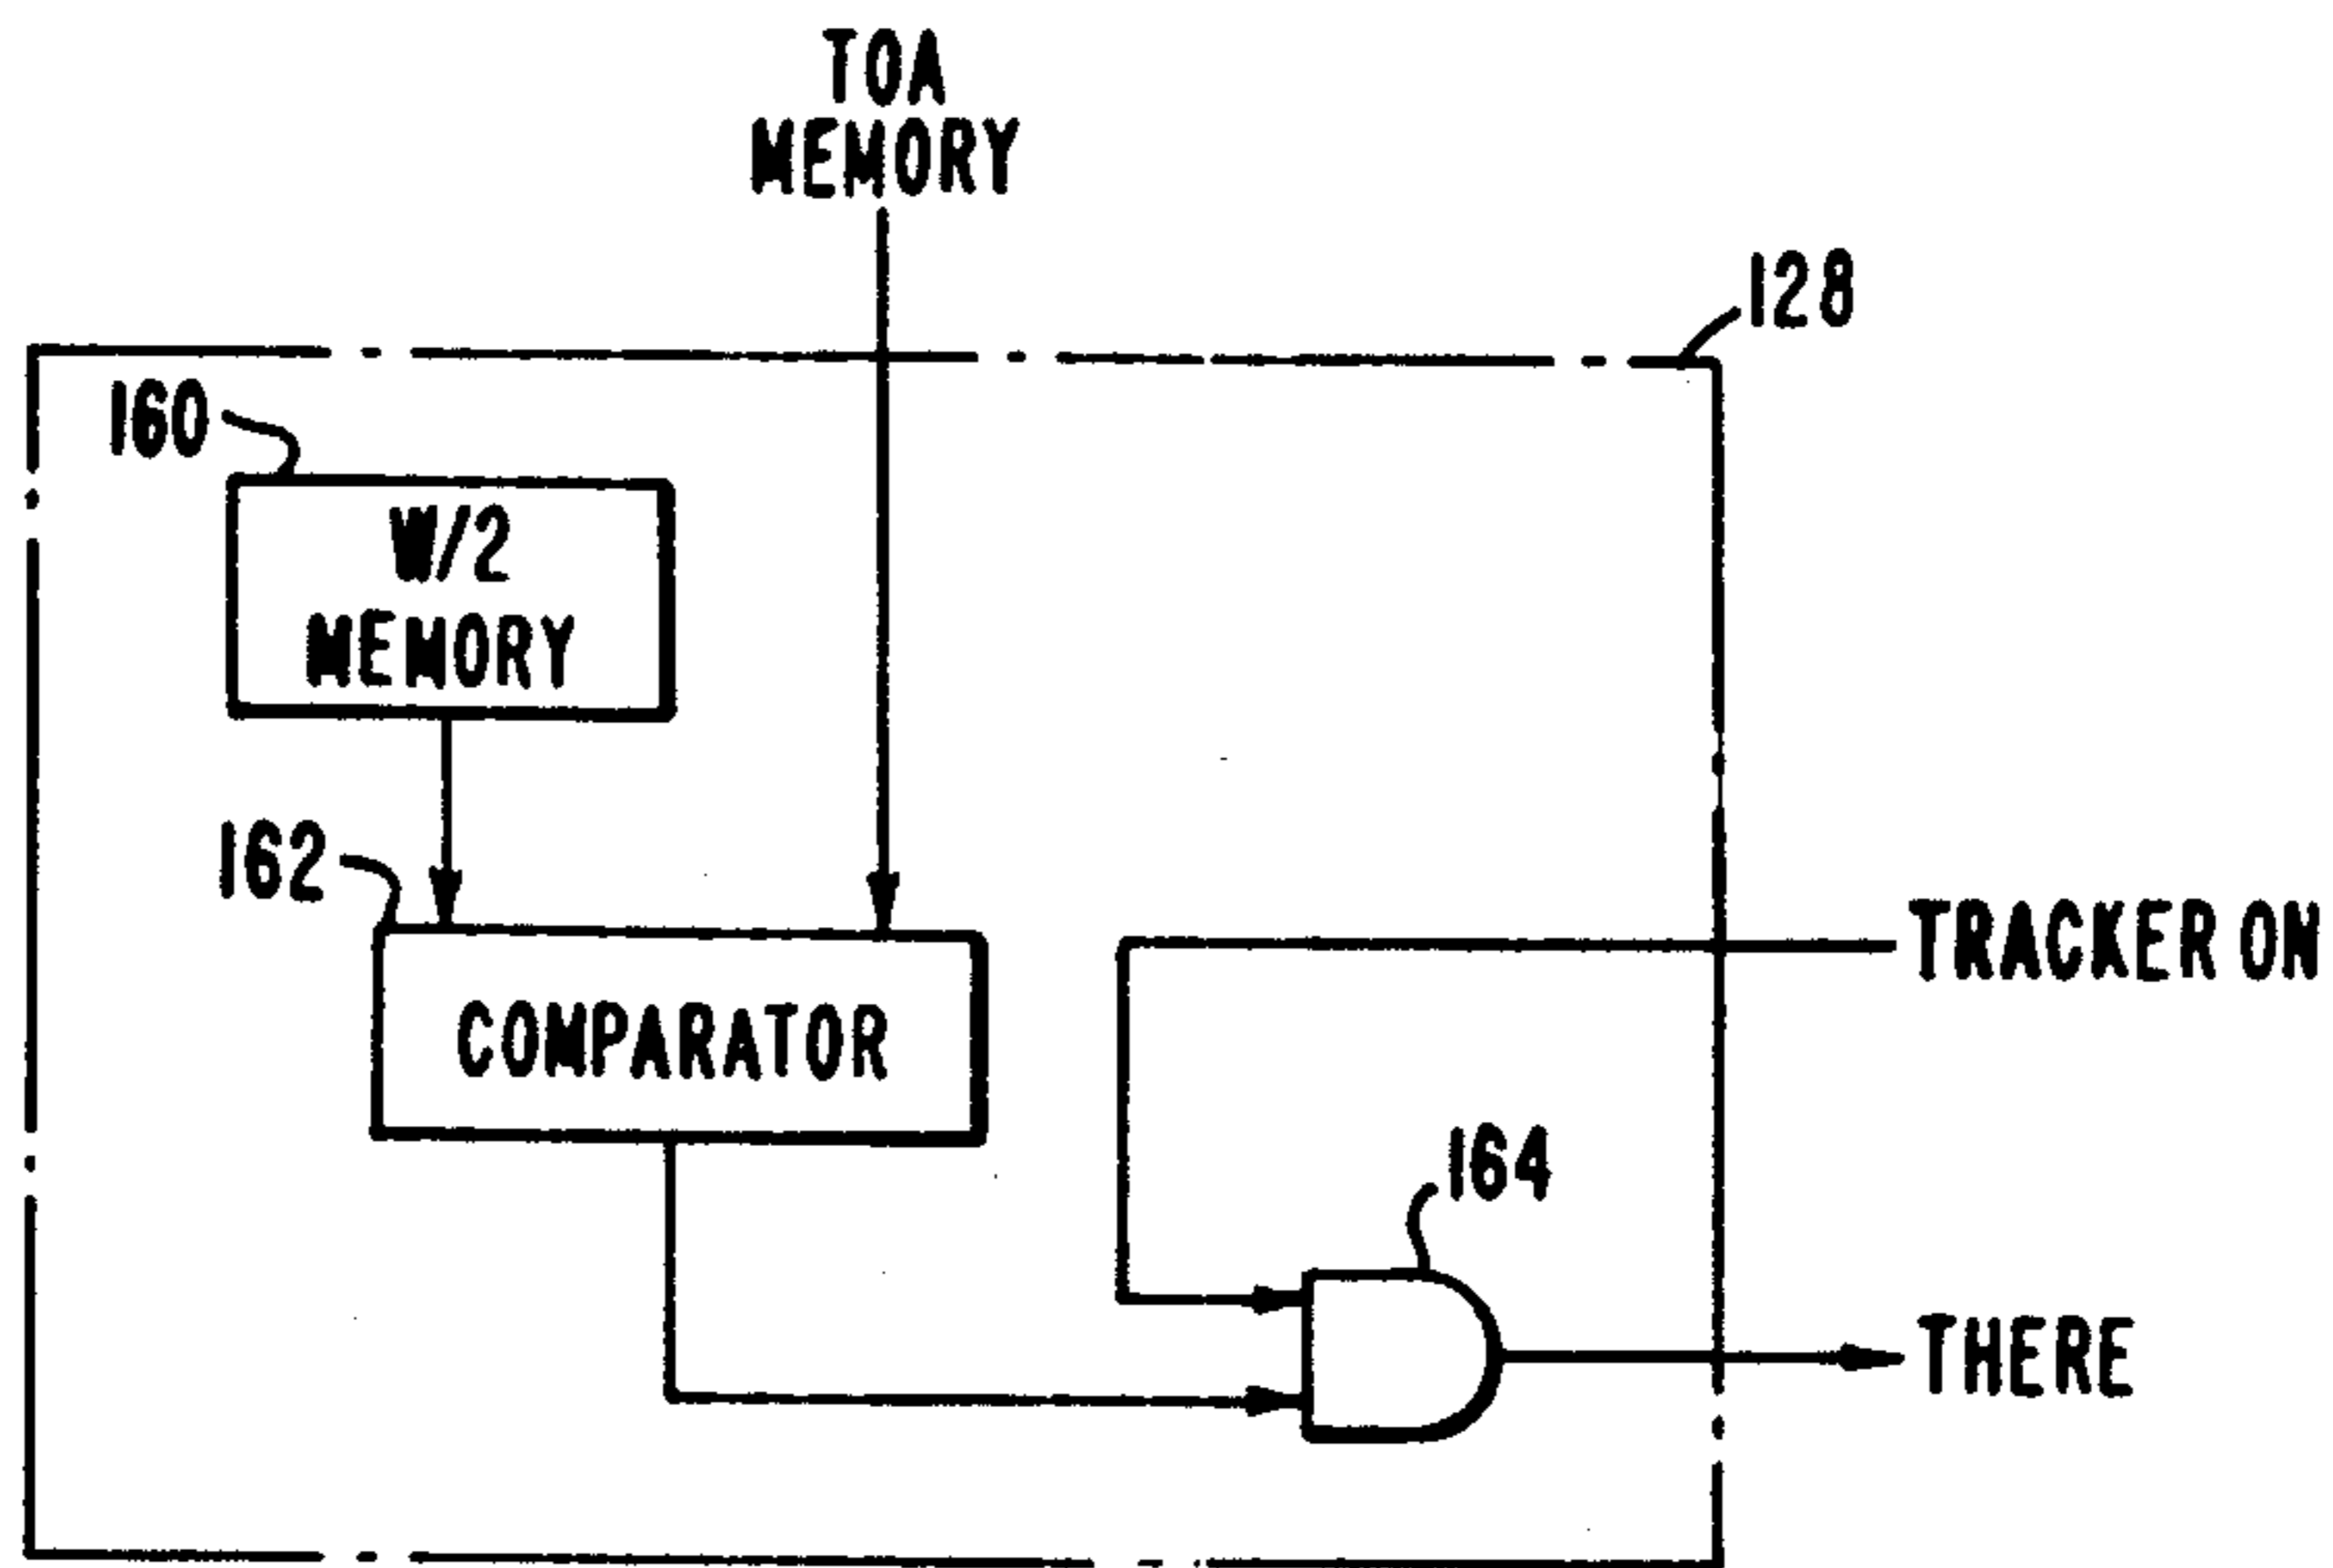 TOA
MEMORY
128
160
W/2
MEMORY
162
TRACKER ON
COMPARATOR
164
THERE